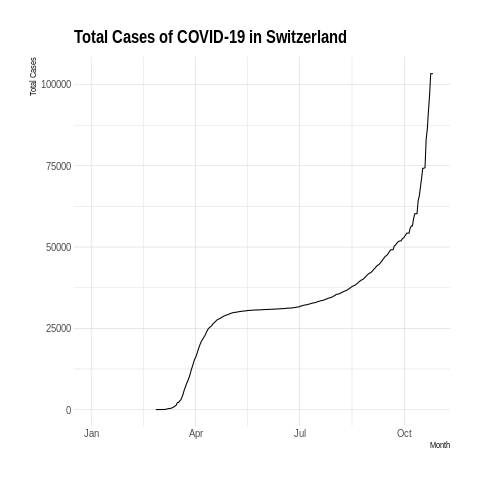 Total Cases of COVID-19 in Switzerland
Total Cases
100000
75000
50000
25000
0
Jan Apr Jul Oct
Month